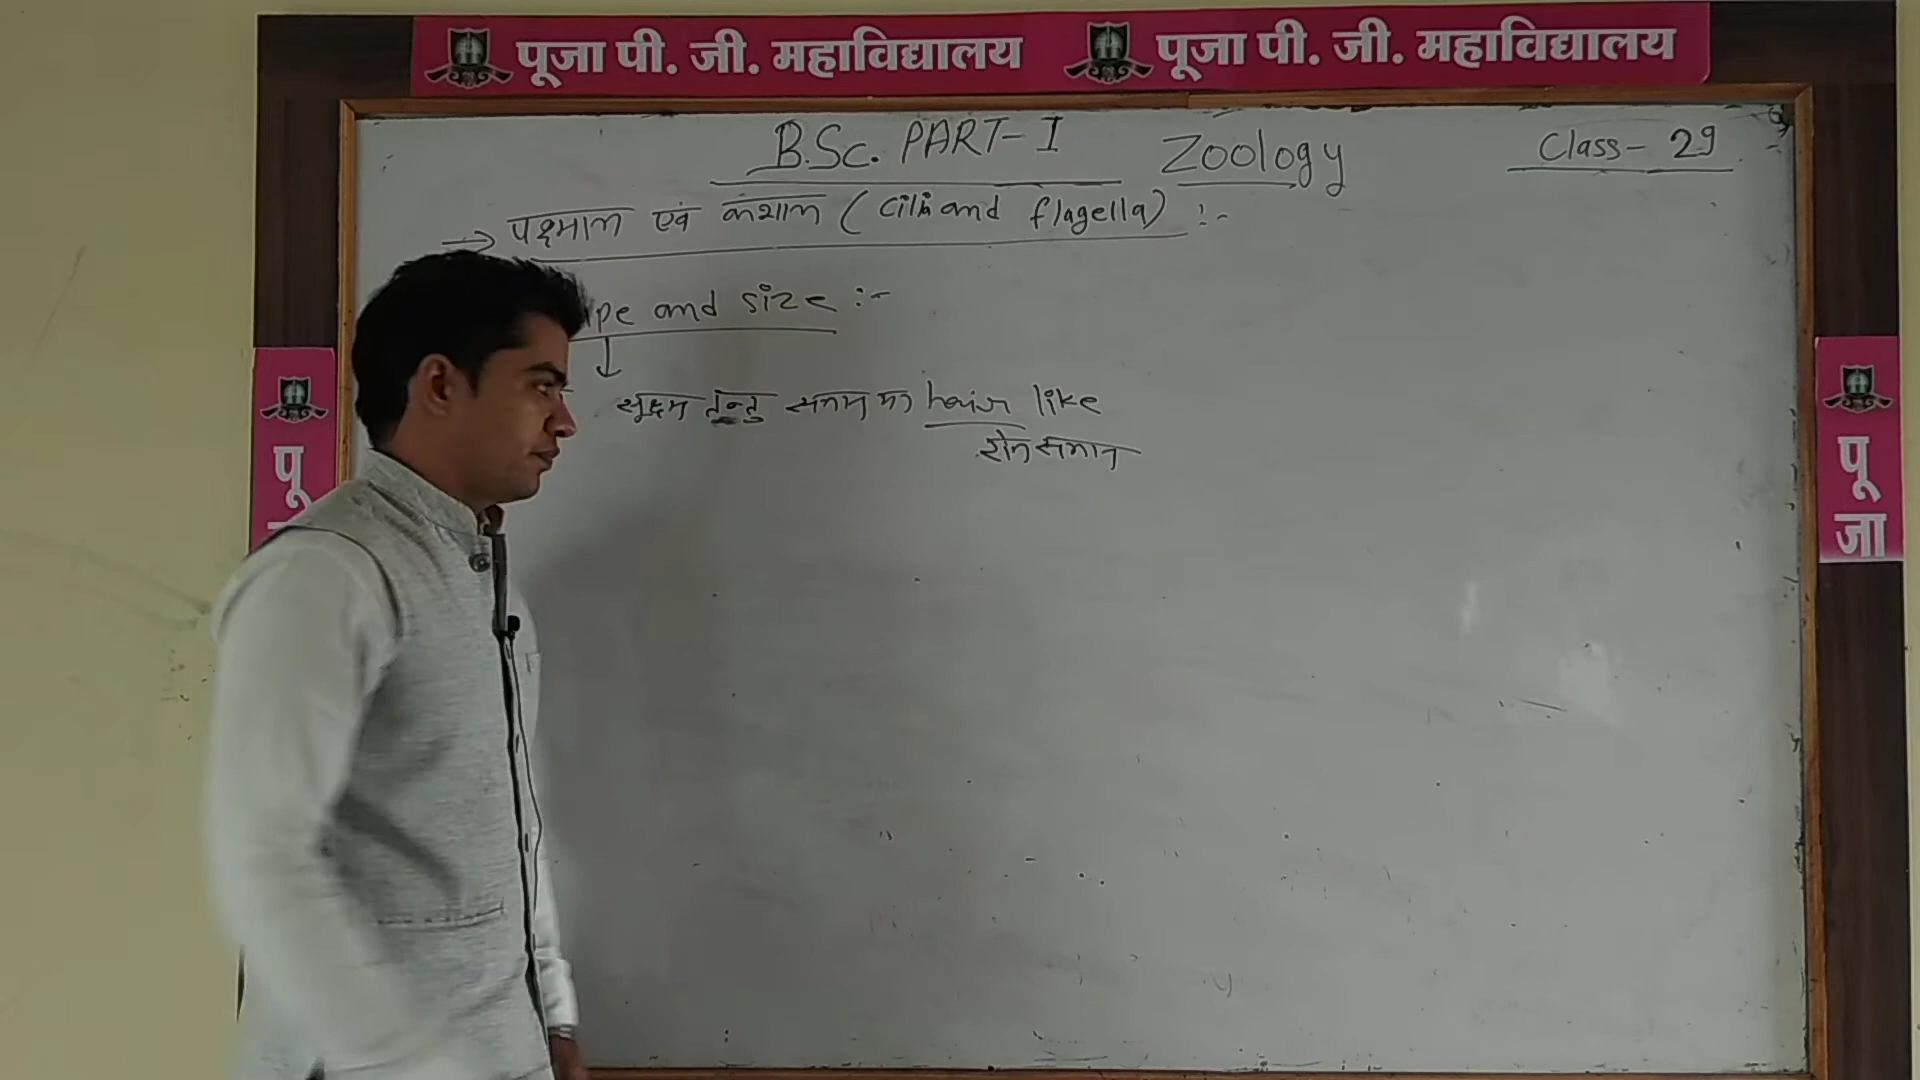 पूजा पी. जी. महाविद्यालय पूजा पी. जी. महाविद्यालय
B.Sc. PART-I Zoology Class- 29
→ पक्ष्माभ एवं कशाभ (cilia and flagella) :-
pe and size :-
सूक्ष्म तन्तु समान या hair like
रोम समान
पू
पू
जा